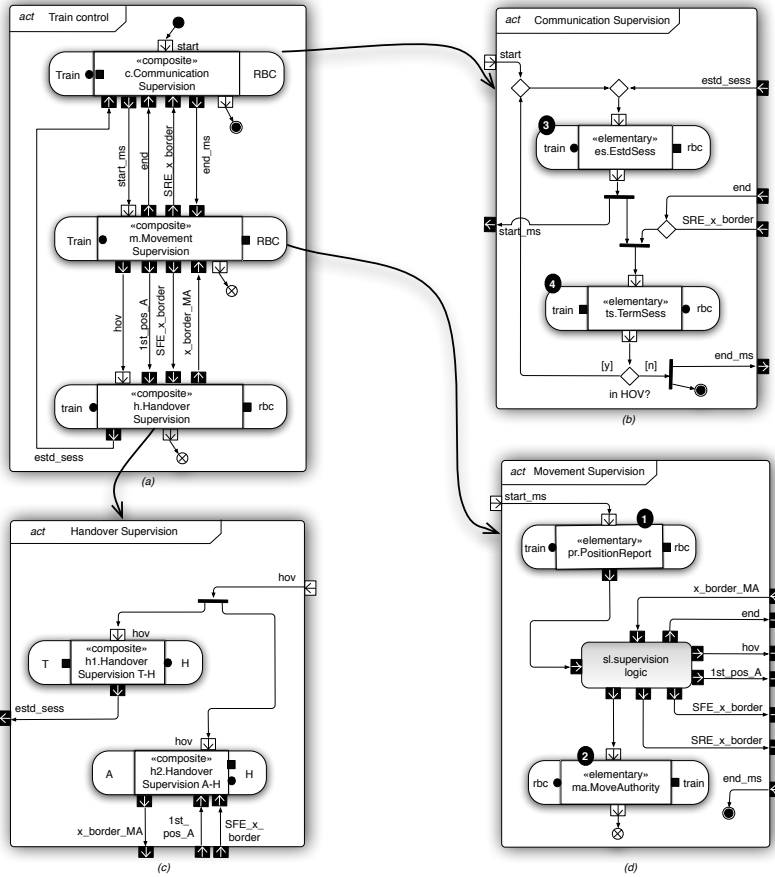 act Train control
start
«composite»
c.Communication
Supervision
Train
RBC
start_ms
end
SRE_x_border
end_ms
«composite»
m.Movement
Supervision
Train
RBC
hov
1st_pos_A
SFE_x_border
x_border_MA
«composite»
h.Handover
Supervision
train
rbc
estd_sess
(a)
act Communication Supervision
start
estd_sess
3
«elementary»
es.EstdSess
train
rbc
end
SRE_x_border
start_ms
4
«elementary»
ts.TermSess
train
rbc
[y]
[n]
end_ms
in HOV?
(b)
act Handover Supervision
hov
hov
«composite»
h1.Handover
Supervision T-H
T
H
estd_sess
hov
«composite»
h2.Handover
Supervision A-H
A
H
x_border_MA
1st_
pos_A
SFE_x_
border
(c)
act Movement Supervision
start_ms
1
«elementary»
pr.PositionReport
train
rbc
x_border_MA
end
sl.supervision
logic
hov
1st_pos_A
SFE_x_border
SRE_x_border
2
«elementary»
ma.MoveAuthority
rbc
train
end_ms
(d)